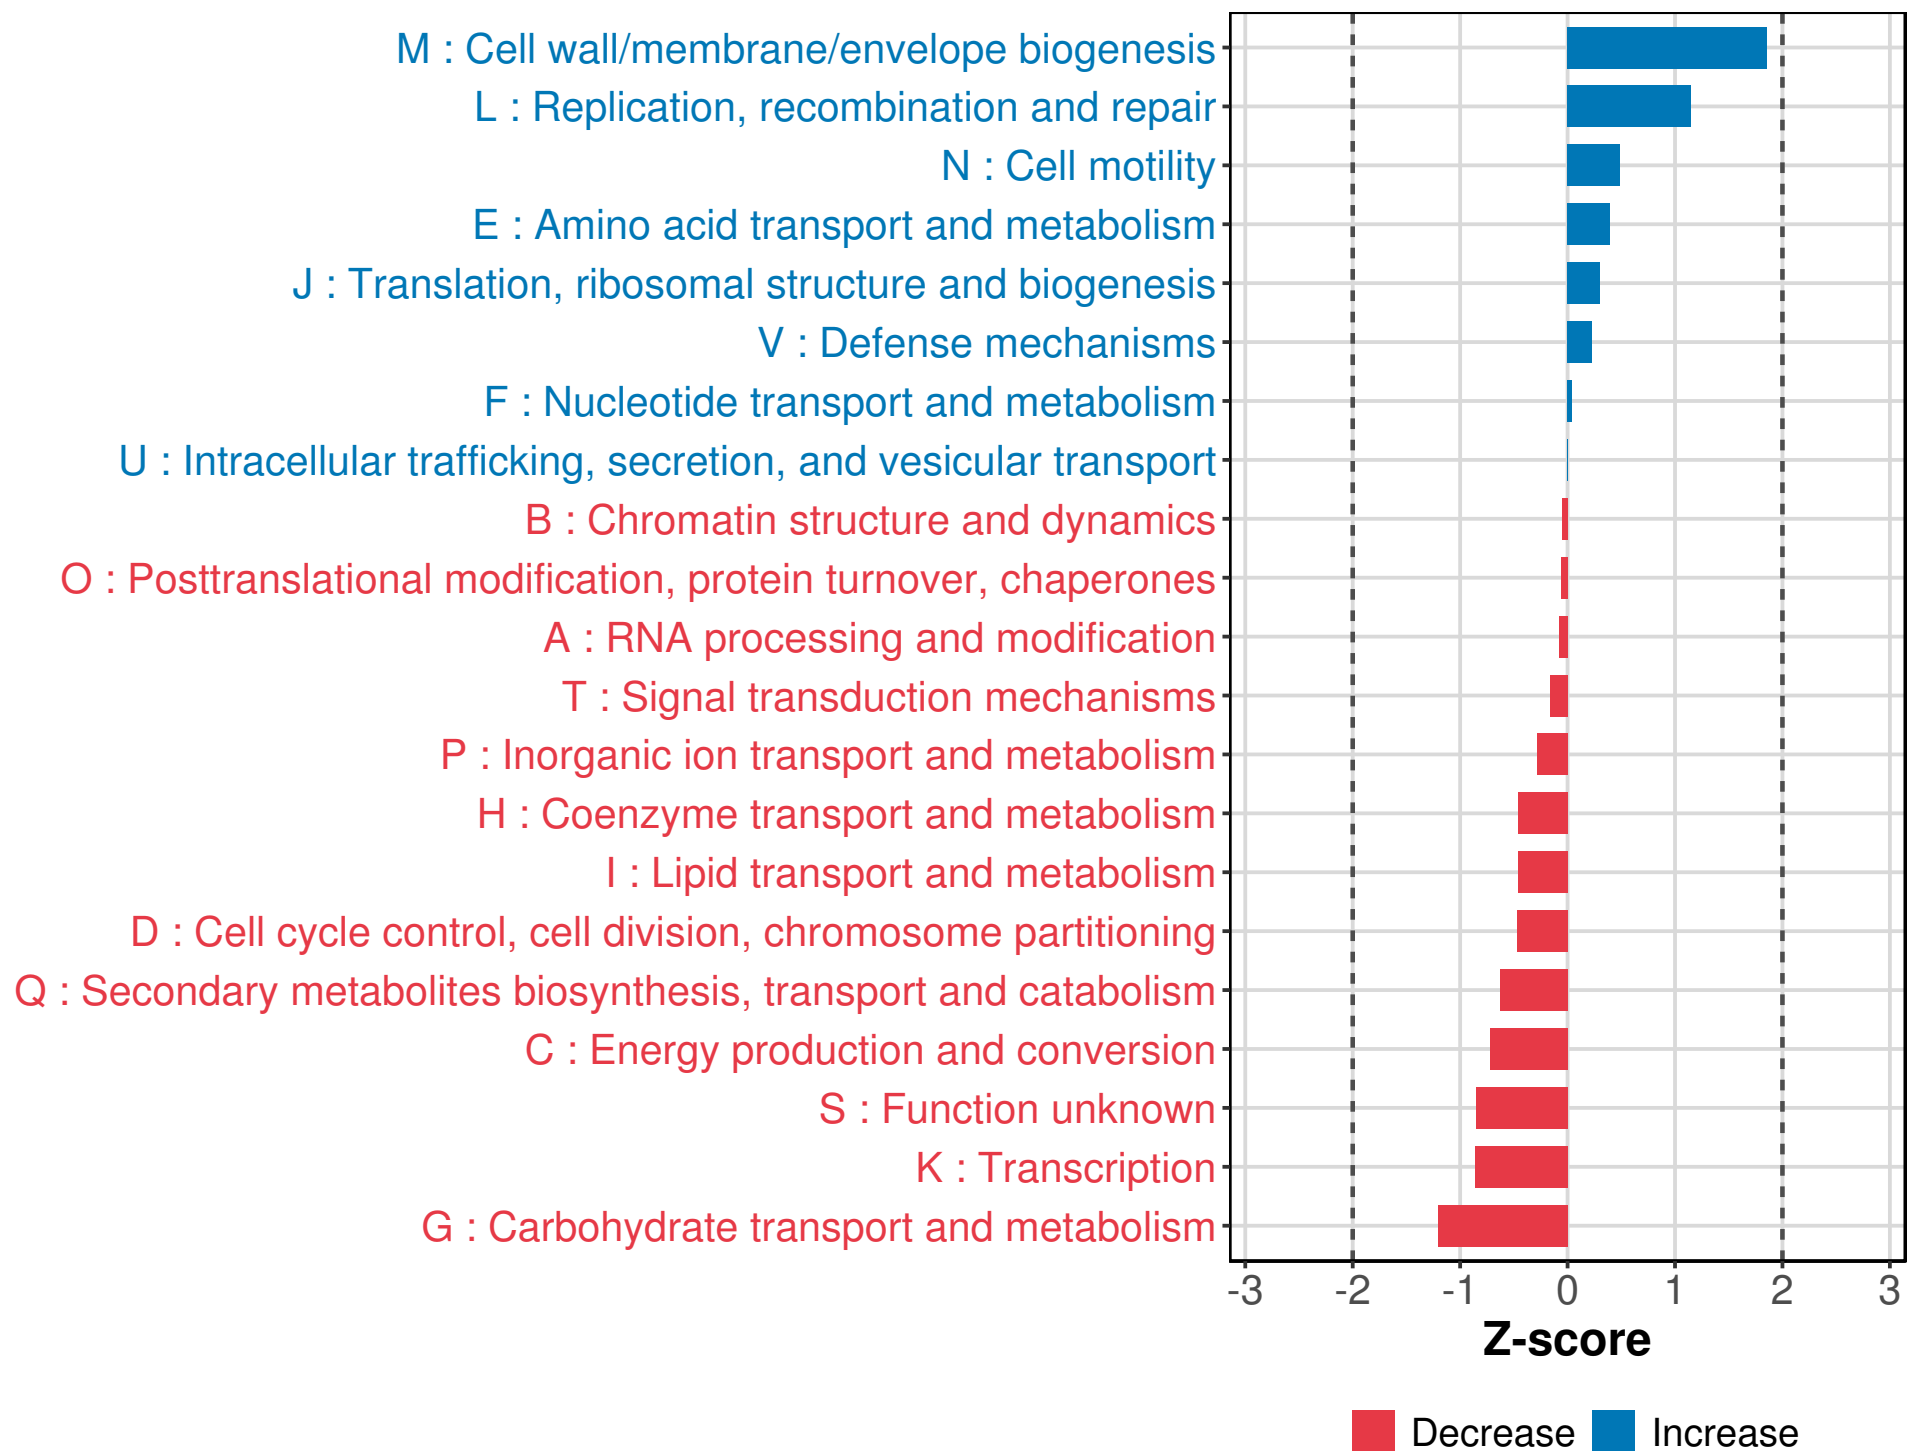 M : Cell wall/membrane/envelope biogenesis
L : Replication, recombination and repair
N : Cell motility
E : Amino acid transport and metabolism
J : Translation, ribosomal structure and biogenesis
V : Defense mechanisms
F : Nucleotide transport and metabolism
U : Intracellular trafficking, secretion, and vesicular transport
B : Chromatin structure and dynamics
O : Posttranslational modification, protein turnover, chaperones
A : RNA processing and modification
T : Signal transduction mechanisms
P : Inorganic ion transport and metabolism
H : Coenzyme transport and metabolism
I : Lipid transport and metabolism
D : Cell cycle control, cell division, chromosome partitioning
Q : Secondary metabolites biosynthesis, transport and catabolism
C : Energy production and conversion
S : Function unknown
K : Transcription
G : Carbohydrate transport and metabolism
-3 -2 -1 0 1 2 3
Z-score
Decrease Increase